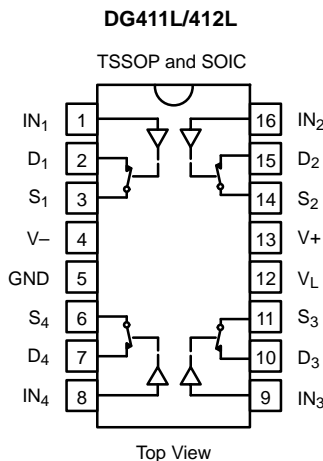 DG411L/412L
TSSOP and SOIC
IN1 1 16 IN2
D1 2 15 D2
S1 3 14 S2
V– 4 13 V+
GND 5 12 VL
S4 6 11 S3
D4 7 10 D3
IN4 8 9 IN3
Top View